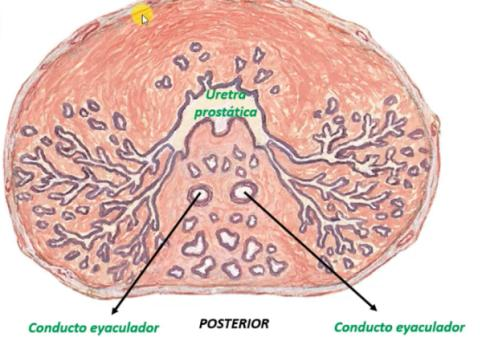 Uretra
prostática
Conducto eyaculador
POSTERIOR
Conducto eyaculador